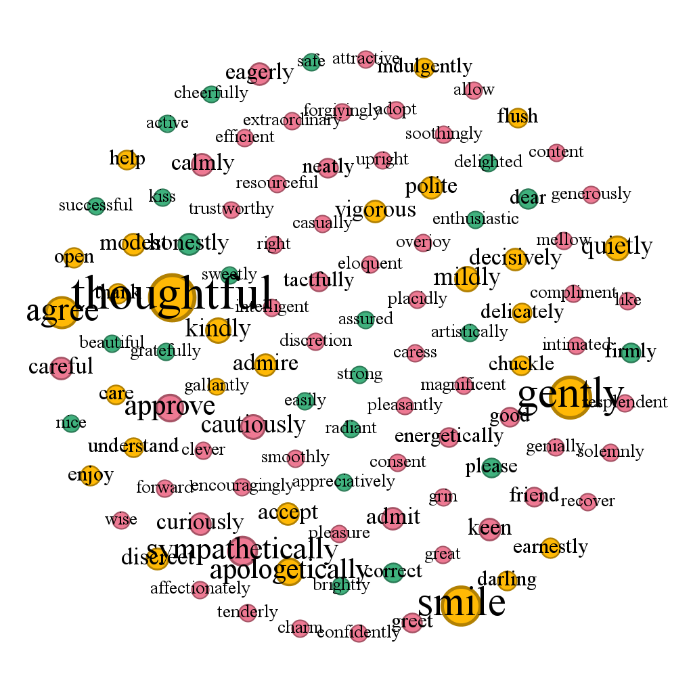 safe
attractive
indulgently
eagerly
cheerfully
allow
forgivingly
adopt
extraordinary
flush
active
soothingly
efficient
help
calmly
neatly
upright
delighted
content
resourceful
polite
kiss
successful
trustworthy
vigorous
dear
generously
casually
enthusiastic
modest
honestly
right
overjoy
mellow
quietly
open
eloquent
decisively
sweetly
tactfully
mildly
thank
thoughtful
intelligent
placidly
compliment
like
agree
assured
delicately
kindly
artistically
beautiful
gratefully
discretion
caress
intimated
firmly
careful
admire
strong
chuckle
gallantly
magnificent
care
approve
easily
pleasantly
gently
resplendent
nice
cautiously
radiant
energetically
good
understand
clever
smoothly
consent
genially
solemnly
please
enjoy
forward
encouragingly
appreciatively
grin
friend
recover
wise
curiously
accept
pleasure
admit
keen
discreet
sympathetically
great
earnestly
apologetically
correct
affectionately
brightly
darling
smile
tenderly
charm
confidently
greet